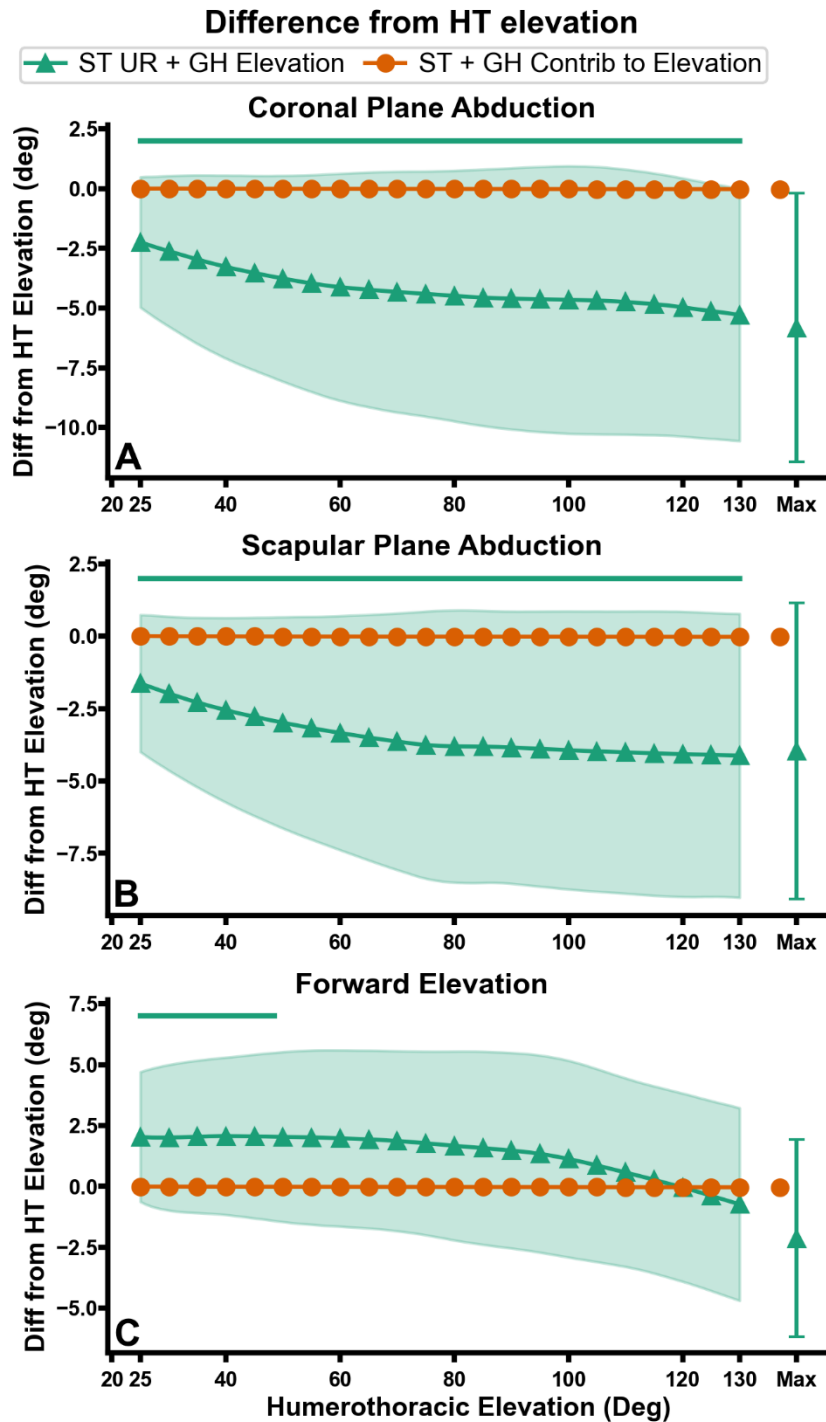 Difference from HT elevation
ST UR + GH Elevation ST + GH Contrib to Elevation
Coronal Plane Abduction
Diff from HT Elevation (deg)
2.5
0.0
−2.5
−5.0
−7.5
−10.0
A
20 25 40 60 80 100 120 130 Max
Scapular Plane Abduction
Diff from HT Elevation (deg)
2.5
0.0
−2.5
−5.0
−7.5
B
20 25 40 60 80 100 120 130 Max
Forward Elevation
Diff from HT Elevation (deg)
7.5
5.0
2.5
0.0
−2.5
−5.0
C
20 25 40 60 80 100 120 130 Max
Humerothoracic Elevation (Deg)